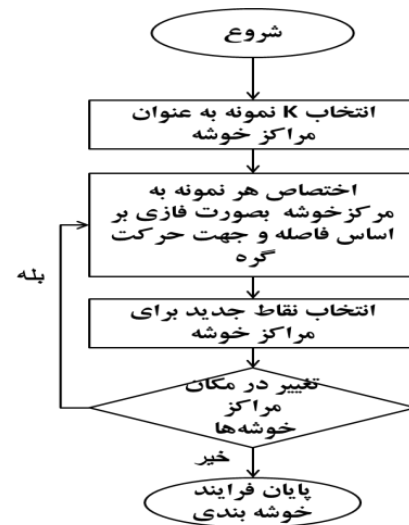 شروع
انتخاب K نمونه به عنوان
مراکز خوشه
اختصاص هر نمونه به
مرکزخوشه بصورت فازی بر
اساس فاصله و جهت حرکت
گره
بله
انتخاب نقاط جدید برای
مراکز خوشه
تغییر در مکان
مراکز
خوشه‌ها
خیر
پایان فرایند
خوشه بندی